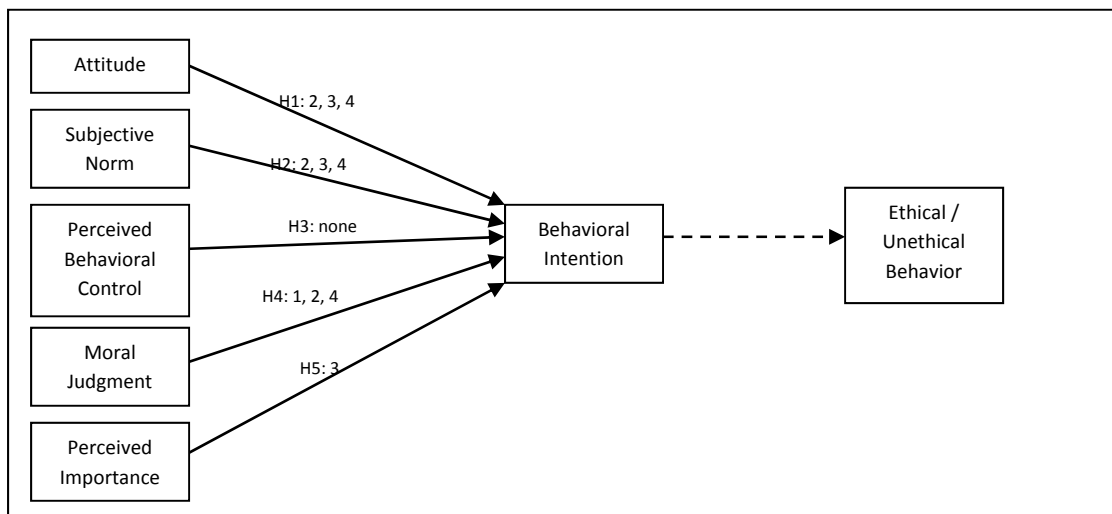 Attitude
H1: 2, 3, 4
Subjective
Norm
H2: 2, 3, 4
Perceived
Behavioral
Control
H3: none
Moral
Judgment
H4: 1, 2, 4
Perceived
Importance
H5: 3
Behavioral
Intention
Ethical /
Unethical
Behavior